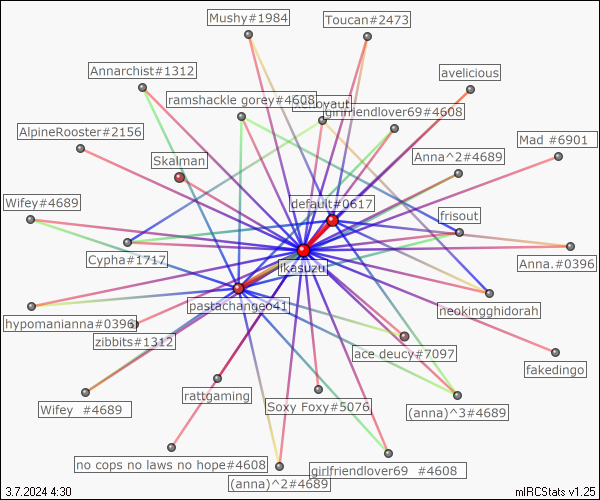 Mushy#1984
Toucan#2473
Annarchist#1312
avelicious
ramshackle gorey#4608
girlfriendlover69#4608
AlpineRooster#2156
Mad #6901
Skalman
Anna^2#4689
Wifey#4689
default#0617
frisout
Cypha#1717
ikasuzu
Anna.#0396
pastachange041
neokingghidorah
hypomanianna#0396
zibbits#1312
ace deucy#7097
fakedingo
rattgaming
Wifey #4689
Soxy Foxy#5076
(anna)^3#4689
no cops no laws no hope#4608
girlfriendlover69 #4608
(anna)^2#4689
3.7.2024 4:30
mIRCStats v1.25